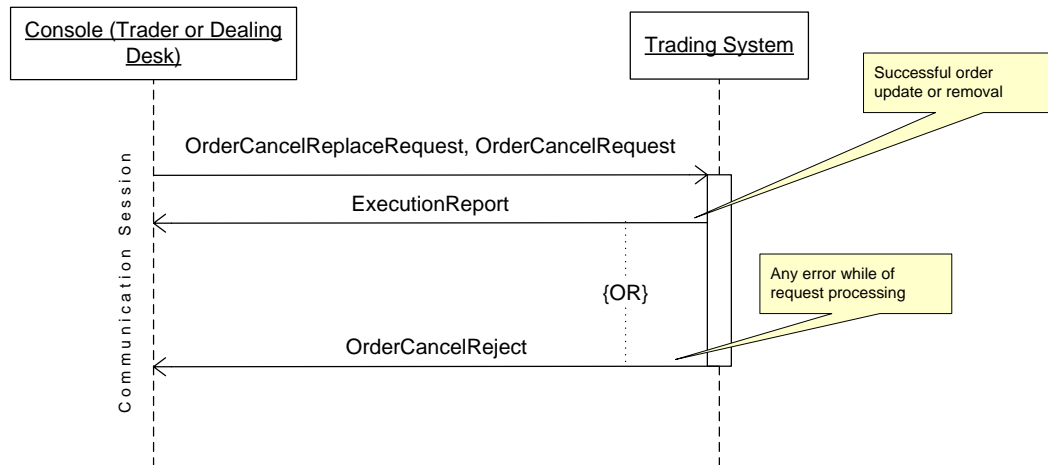 Console (Trader or Dealing
Desk)
Trading System
Successful order
update or removal
OrderCancelReplaceRequest, OrderCancelRequest
ExecutionReport
Any error while of
request processing
{OR}
OrderCancelReject
Communication Session